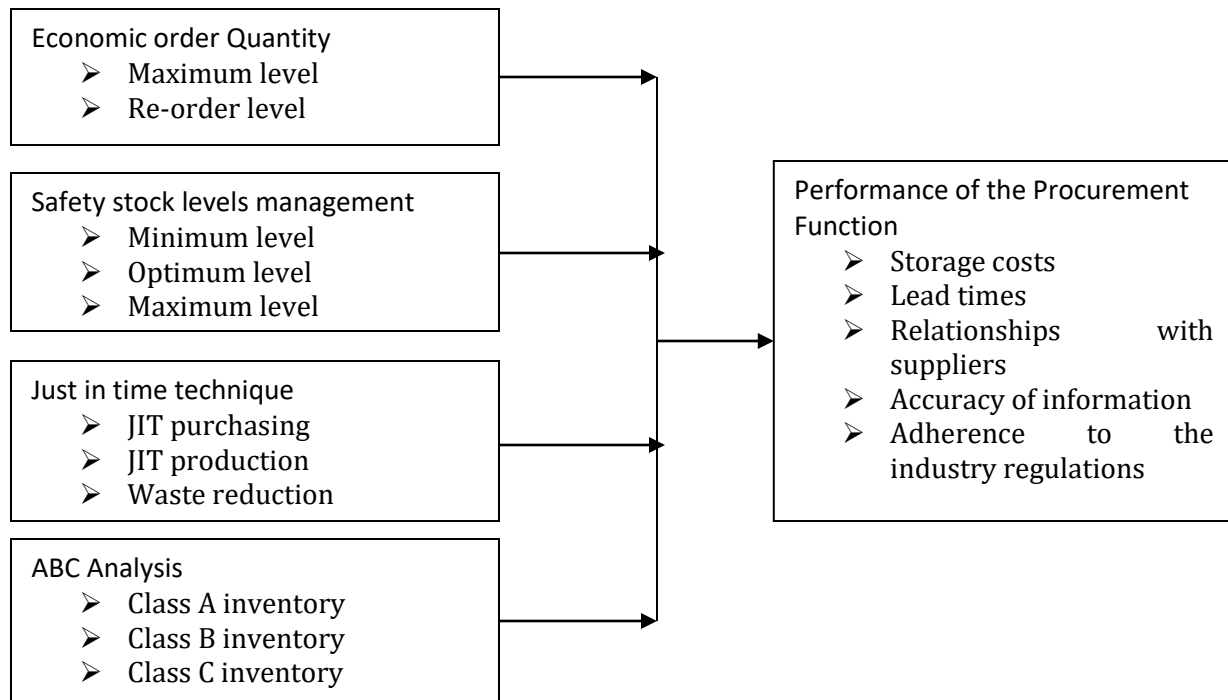 Economic order Quantity
➢ Maximum level
➢ Re-order level
Safety stock levels management
➢ Minimum level
➢ Optimum level
➢ Maximum level
Just in time technique
➢ JIT purchasing
➢ JIT production
➢ Waste reduction
ABC Analysis
➢ Class A inventory
➢ Class B inventory
➢ Class C inventory
Performance of the Procurement
Function
➢ Storage costs
➢ Lead times
➢ Relationships with
suppliers
➢ Accuracy of information
➢ Adherence to the
industry regulations